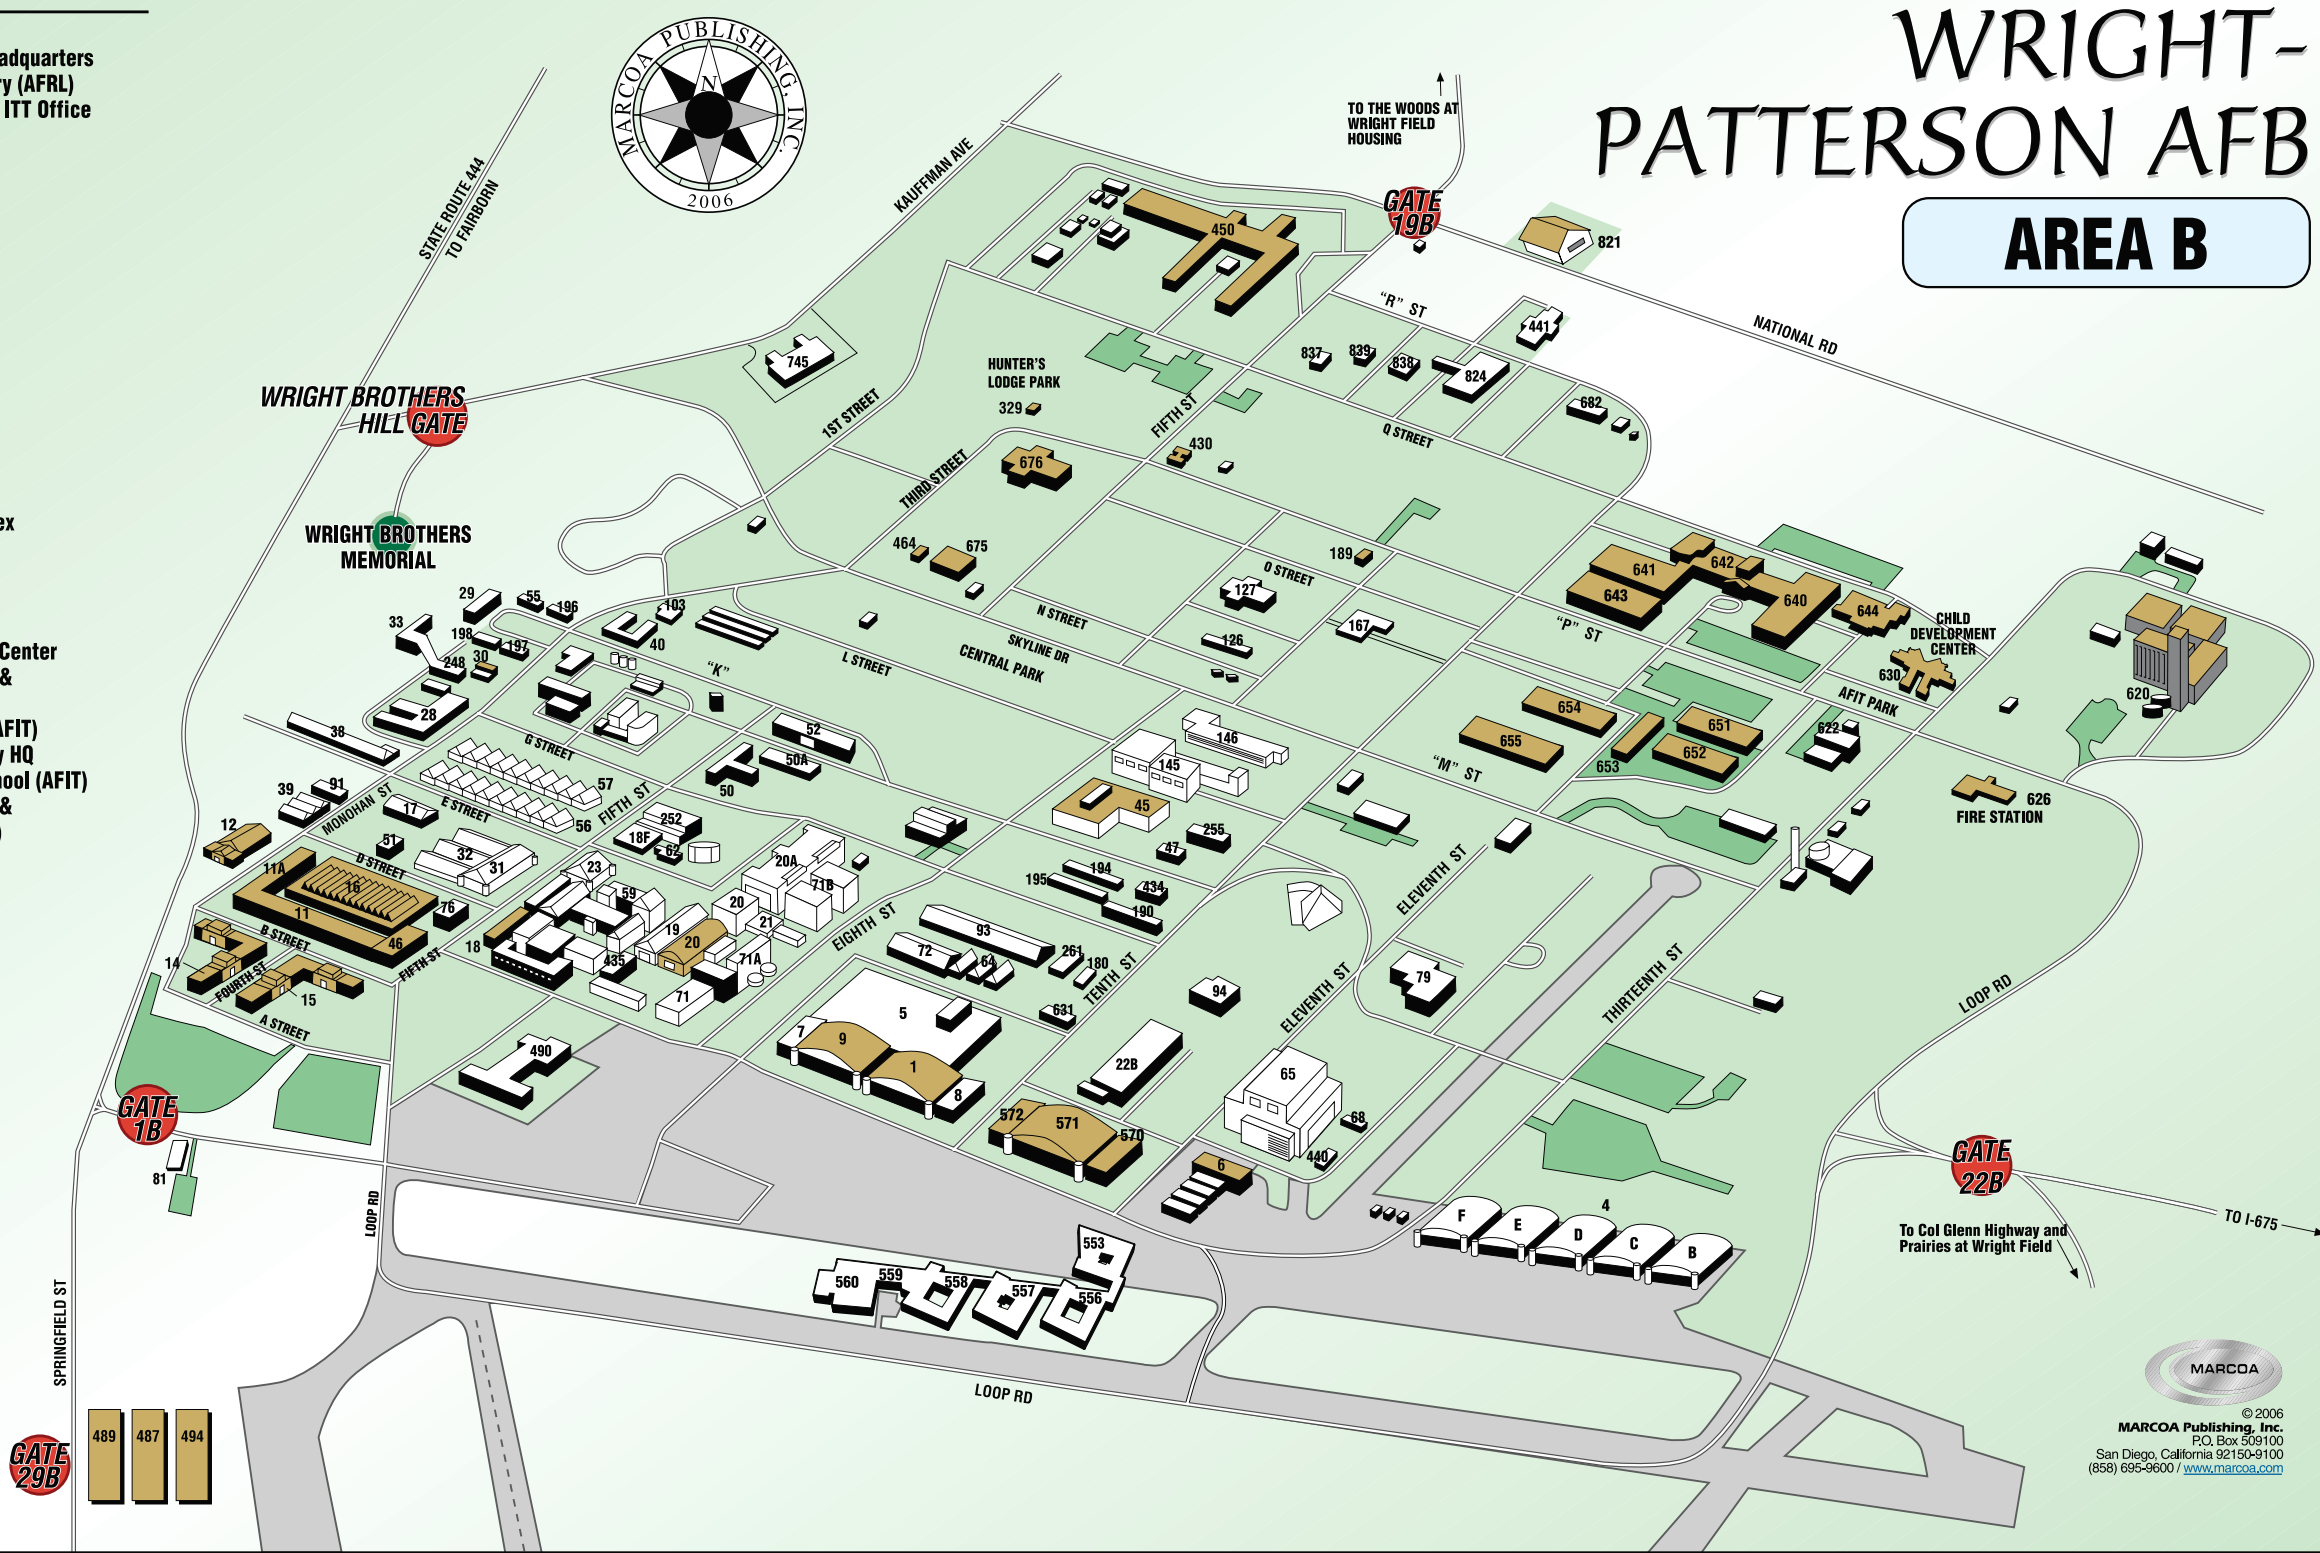 adquarters
ry (AFRL)
ITT Office
ex
Center
&
AFIT)
y HQ
hool (AFIT)
&
)
MARCOA PUBLISHING, INC.
N
2006
WRIGHT-
PATTERSON AFB
AREA B
STATE ROUTE 444
TO FAIRBORN
KAUFFMAN AVE
TO THE WOODS AT
WRIGHT FIELD
HOUSING
GATE
19B
450
821
"R" ST
441
NATIONAL RD
745
837
839
838
824
682
HUNTER'S
LODGE PARK
329
WRIGHT BROTHERS
HILL GATE
1ST STREET
FIFTH ST
Q STREET
430
676
THIRD STREET
WRIGHT BROTHERS
MEMORIAL
464
675
189
O STREET
127
641
642
643
640
644
CHILD
DEVELOPMENT
CENTER
630
620
29
55
196
103
33
198
197
40
248
30
N STREET
SKYLINE DR
CENTRAL PARK
L STREET
"K"
126
167
"P" ST
AFIT PARK
28
38
G STREET
52
50A
50
146
145
45
654
655
651
652
653
622
"M" ST
626
FIRE STATION
39
91
MONOHAN ST
17
E STREET
57
56
FIFTH ST
252
18F
62
12
51
D STREET
32
31
23
59
20A
71B
255
47
194
195
434
190
11A
16
11
46
76
B STREET
FIFTH ST
18
19
20
20
21
71A
71
435
EIGHTH ST
93
72
64
261
180
TENTH ST
631
94
ELEVENTH ST
ELEVENTH ST
79
THIRTEENTH ST
LOOP RD
14
FOURTH ST
15
A STREET
490
5
7
9
1
8
22B
65
68
440
572
571
570
6
GATE
1B
81
LOOP RD
GATE
22B
4
F
E
D
C
B
TO I-675
To Col Glenn Highway and
Prairies at Wright Field
553
560
559
558
557
556
LOOP RD
SPRINGFIELD ST
GATE
29B
489
487
494
MARCOA
© 2006
MARCOA Publishing, Inc.
P.O. Box 509100
San Diego, California 92150-9100
(858) 695-9600 / www.marcoa.com